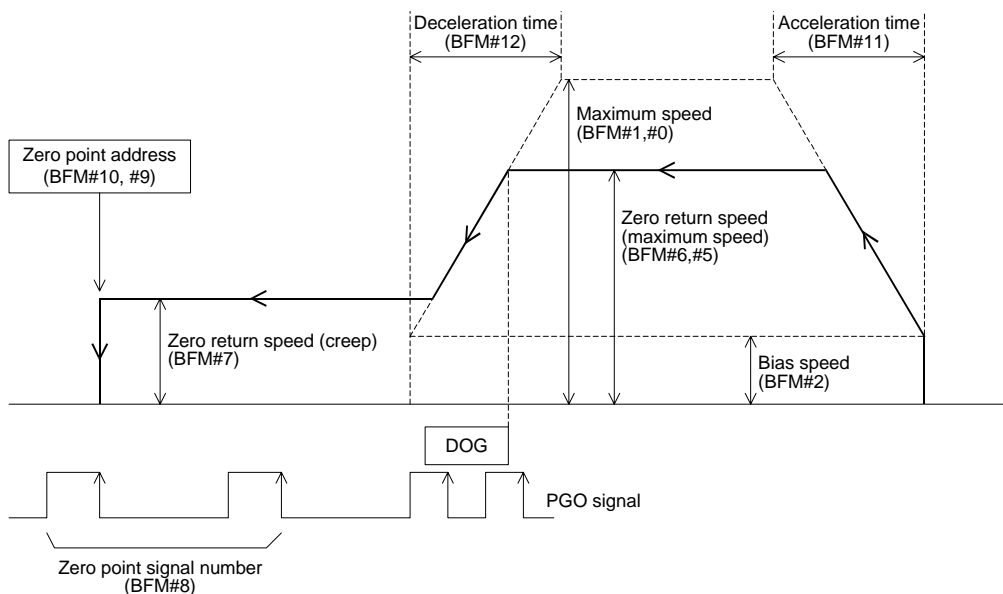 Deceleration time
(BFM#12)
Acceleration time
(BFM#11)
Maximum speed
(BFM#1,#0)
Zero point address
(BFM#10, #9)
Zero return speed
(maximum speed)
(BFM#6,#5)
Zero return speed (creep)
(BFM#7)
Bias speed
(BFM#2)
DOG
PGO signal
Zero point signal number
(BFM#8)